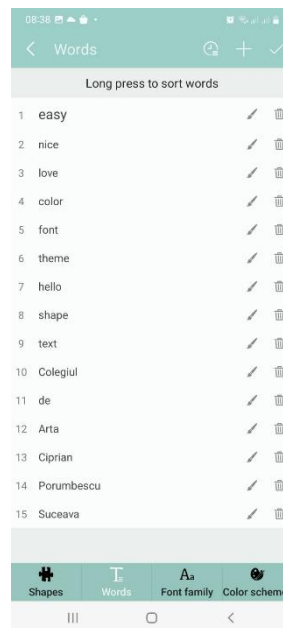 08:38
Words
Long press to sort words
1 easy
2 nice
3 love
4 color
5 font
6 theme
7 hello
8 shape
9 text
10 Colegiul
11 de
12 Arta
13 Ciprian
14 Porumbescu
15 Suceava
Shapes Words Font family Color scheme